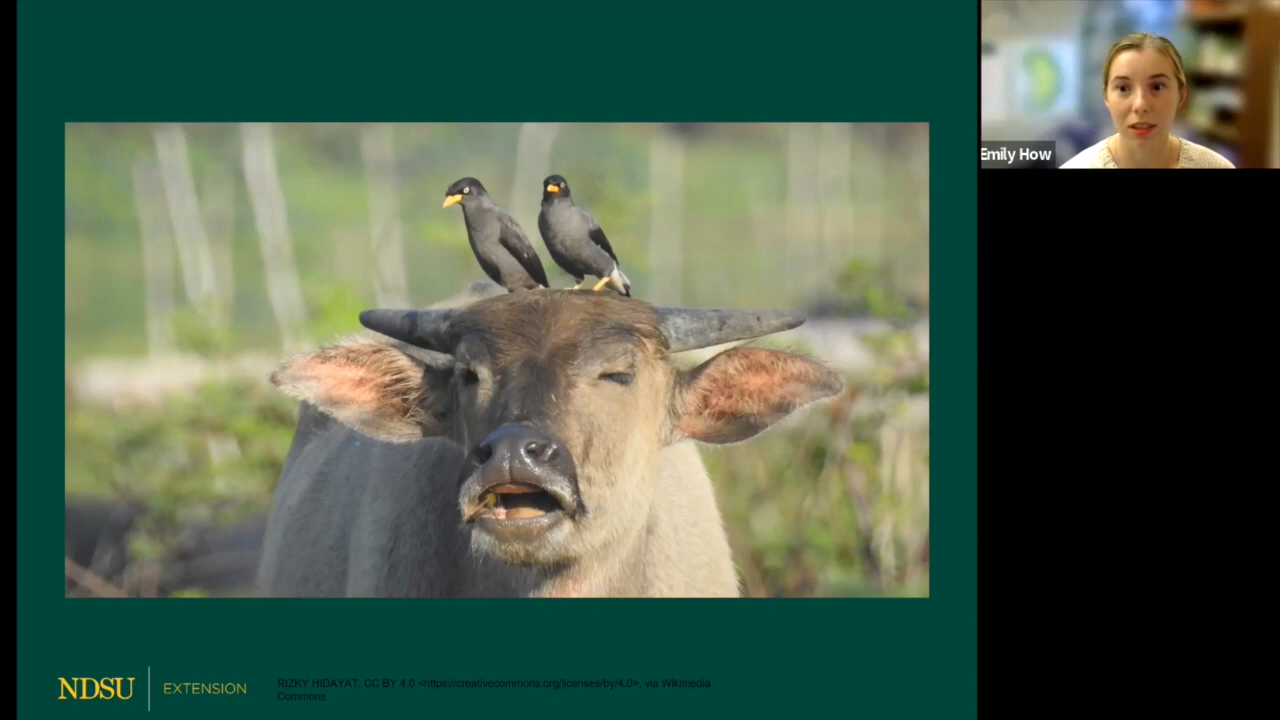 Emily How
NDSU EXTENSION
RIZKY HIDAYAT, CC BY 4.0 <https://creativecommons.org/licenses/by/4.0>, via Wikimedia
Commons